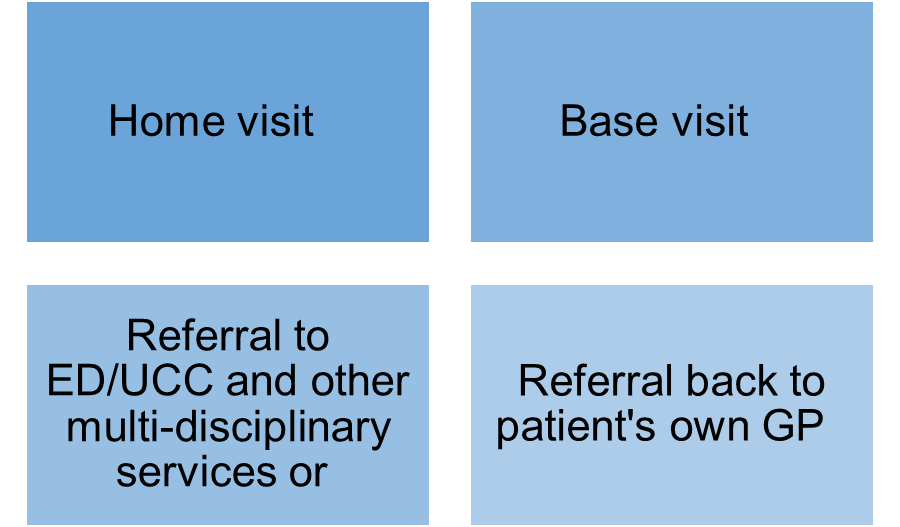 Home visit
Base visit
Referral to
ED/UCC and other
multi-disciplinary
services or
Referral back to
patient's own GP